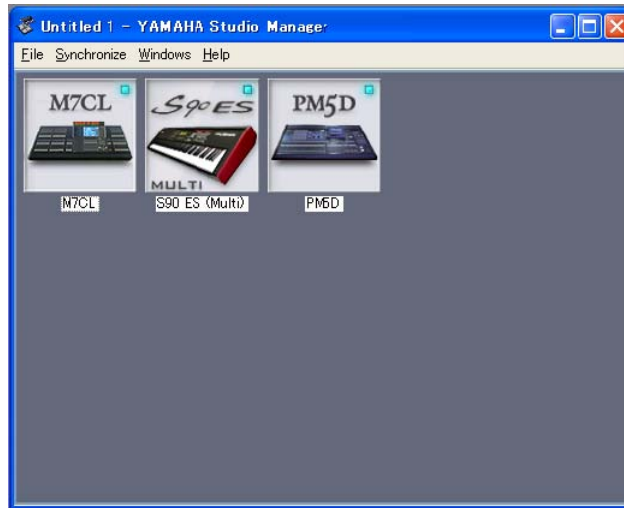 Untitled 1 - YAMAHA Studio Manager
File Synchronize Windows Help
M7CL S90 ES PM5D
MULTI
M7CL S90 ES (Multi) PM5D